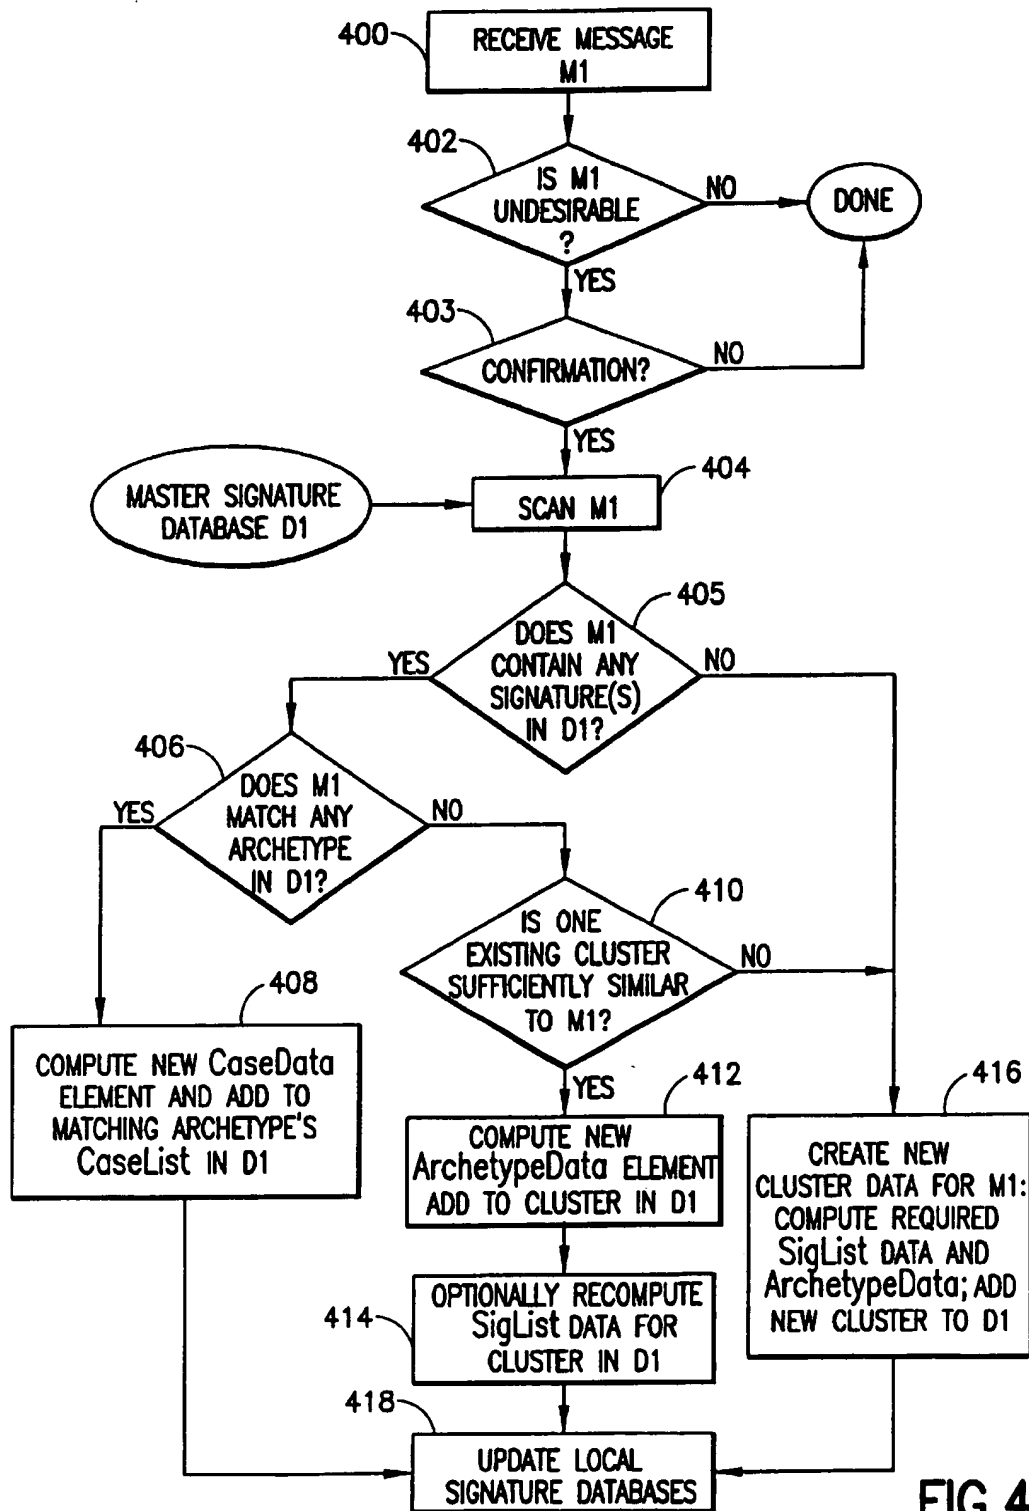 400
RECEIVE MESSAGE
M1
402
IS M1
UNDESIRABLE
?
NO
DONE
YES
403
CONFIRMATION?
NO
YES
404
MASTER SIGNATURE
DATABASE D1
SCAN M1
405
DOES M1
CONTAIN ANY
SIGNATURE(S)
IN D1?
YES
NO
406
DOES M1
MATCH ANY
ARCHETYPE
IN D1?
YES
NO
410
IS ONE
EXISTING CLUSTER
SUFFICIENTLY SIMILAR
TO M1?
NO
YES
408
COMPUTE NEW CaseData
ELEMENT AND ADD TO
MATCHING ARCHETYPE'S
CaseList IN D1
412
COMPUTE NEW
ArchetypeData ELEMENT
ADD TO CLUSTER IN D1
416
CREATE NEW
CLUSTER DATA FOR M1:
COMPUTE REQUIRED
SigList DATA AND
ArchetypeData; ADD
NEW CLUSTER TO D1
414
OPTIONALLY RECOMPUTE
SigList DATA FOR
CLUSTER IN D1
418
UPDATE LOCAL
SIGNATURE DATABASES
FIG.4